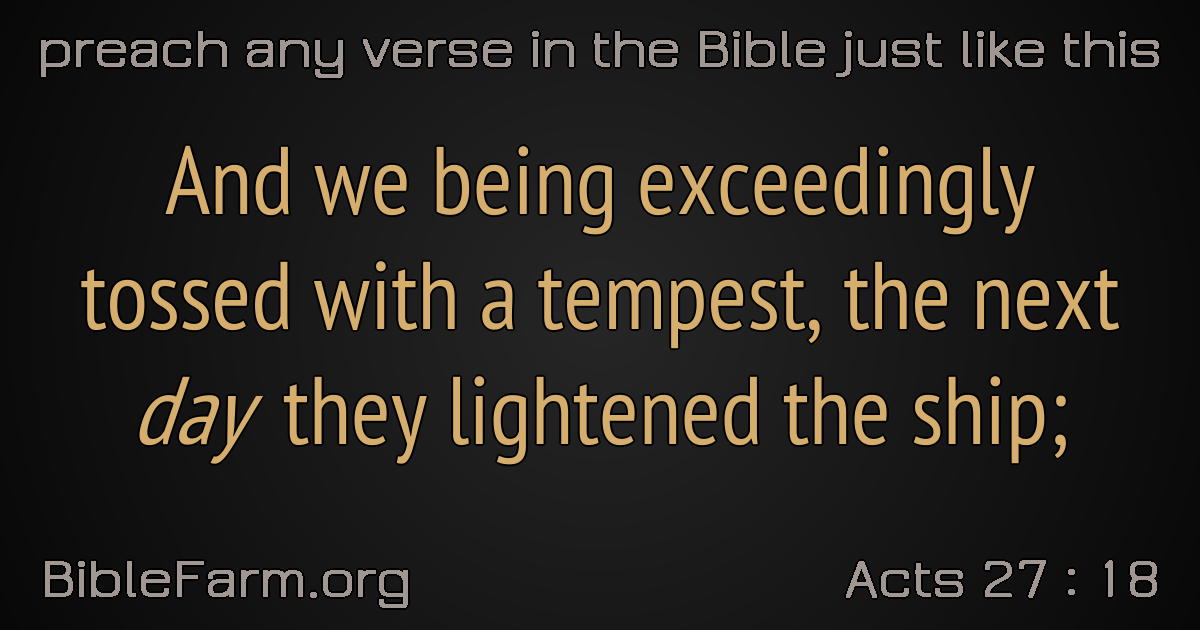 preach any verse in the Bible just like this
And we being exceedingly
tossed with a tempest, the next
day they lightened the ship;
BibleFarm.org
Acts 27 : 18